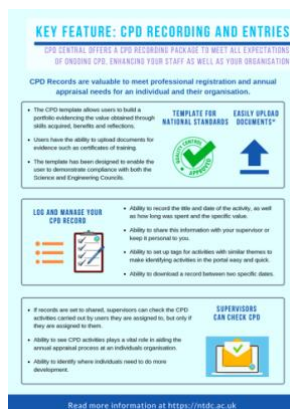 KEY FEATURE: CPD RECORDING AND ENTRIES
CPD CENTRAL OFFERS A CPD RECORDING PACKAGE TO MEET ALL EXPECTATIONS
OF ONGOING CPD, ENHANCING YOUR STAFF AS WELL AS YOUR ORGANISATION
CPD Records are valuable to meet professional registration and annual
appraisal needs for an individual and their organisation.
• The CPD template allows users to build a
portfolio evidencing the value obtained through
skills acquired, benefits and reflections.
• Users have the ability to upload documents for
evidence such as certificates of training.
• The template has been designed to enable the
user to demonstrate compliance with both the
Science and Engineering Councils.
TEMPLATE FOR
NATIONAL STANDARDS
QUALITY CONTROL
APPROVED
EASILY UPLOAD
DOCUMENTS*
LOG AND MANAGE YOUR
CPD RECORD
• Ability to record the title and date of the activity, as well
as how long was spent and the specific value.
• Ability to share this information with your supervisor or
keep it personal to you.
• Ability to set up tags for activities with similar themes to
make identifying activities in the portal easy and quick.
• Ability to download a record between two specific dates.
• If records are set to shared, supervisors can check the CPD
activities carried out by users they are assigned to, but only if
they are assigned to them.
• Ability to see CPD activities plays a vital role in aiding the
annual appraisal process at an individuals organisation.
• Ability to identify where individuals need to do more
development.
SUPERVISORS
CAN CHECK CPD
Read more information at https://ntdc.ac.uk